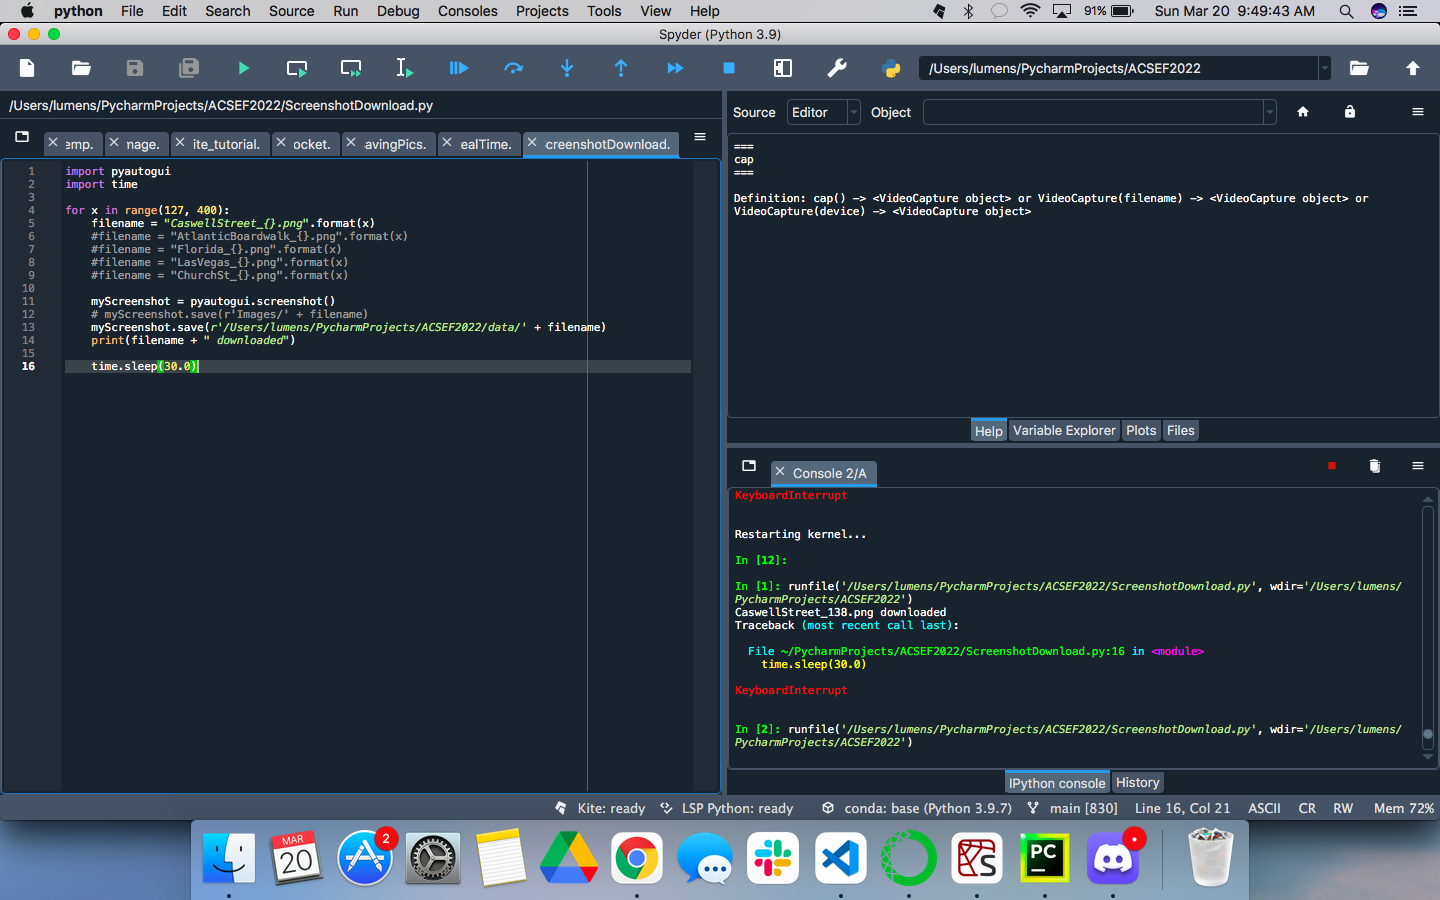 python File Edit Search Source Run Debug Consoles Projects Tools View Help 91% Sun Mar 20 9:49:43 AM
Spyder (Python 3.9)
/Users/lumens/PycharmProjects/ACSEF2022
/Users/lumens/PycharmProjects/ACSEF2022/ScreenshotDownload.py
emp. nage. ite_tutorial. ocket. avingPics. ealTime. creenshotDownload.
1 import pyautogui
2 import time
3
4 for x in range(127, 400):
5 filename = "CaswellStreet_{}.png".format(x)
6 #filename = "AtlanticBoardwalk_{}.png".format(x)
7 #filename = "Florida_{}.png".format(x)
8 #filename = "LasVegas_{}.png".format(x)
9 #filename = "ChurchSt_{}.png".format(x)
10
11 myScreenshot = pyautogui.screenshot()
12 # myScreenshot.save(r'Images/' + filename)
13 myScreenshot.save(r'/Users/lumens/PycharmProjects/ACSEF2022/data/' + filename)
14 print(filename + " downloaded")
15
16 time.sleep(30.0)
Source Editor Object
===
cap
===
Definition: cap() -> <VideoCapture object> or VideoCapture(filename) -> <VideoCapture object> or
VideoCapture(device) -> <VideoCapture object>
Help Variable Explorer Plots Files
Console 2/A
KeyboardInterrupt
Restarting kernel...
In [12]:
In [1]: runfile('/Users/lumens/PycharmProjects/ACSEF2022/ScreenshotDownload.py', wdir='/Users/lumens/
PycharmProjects/ACSEF2022')
CaswellStreet_138.png downloaded
Traceback (most recent call last):
File ~/PycharmProjects/ACSEF2022/ScreenshotDownload.py:16 in <module>
time.sleep(30.0)
KeyboardInterrupt
In [2]: runfile('/Users/lumens/PycharmProjects/ACSEF2022/ScreenshotDownload.py', wdir='/Users/lumens/
PycharmProjects/ACSEF2022')
IPython console History
Kite: ready LSP Python: ready conda: base (Python 3.9.7) main [830] Line 16, Col 21 ASCII CR RW Mem 72%
MAR
20
2
PC